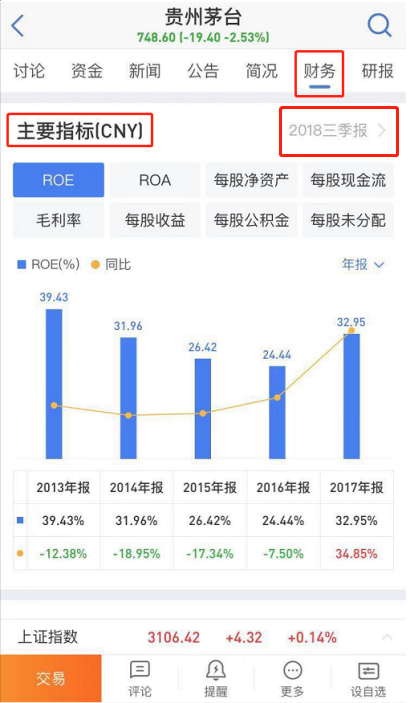 贵州茅台
748.60 (-19.40 -2.53%)
讨论 资金 新闻 公告 简况 财务 研报
主要指标(CNY) 2018三季报
ROE ROA 每股净资产 每股现金流
毛利率 每股收益 每股公积金 每股未分配
ROE(%) 同比 年报
39.43 31.96 26.42 24.44 32.95
2013年报 2014年报 2015年报 2016年报 2017年报
39.43% 31.96% 26.42% 24.44% 32.95%
-12.38% -18.95% -17.34% -7.50% 34.85%
上证指数 3106.42 +4.32 +0.14%
交易 评论 提醒 更多 设自选